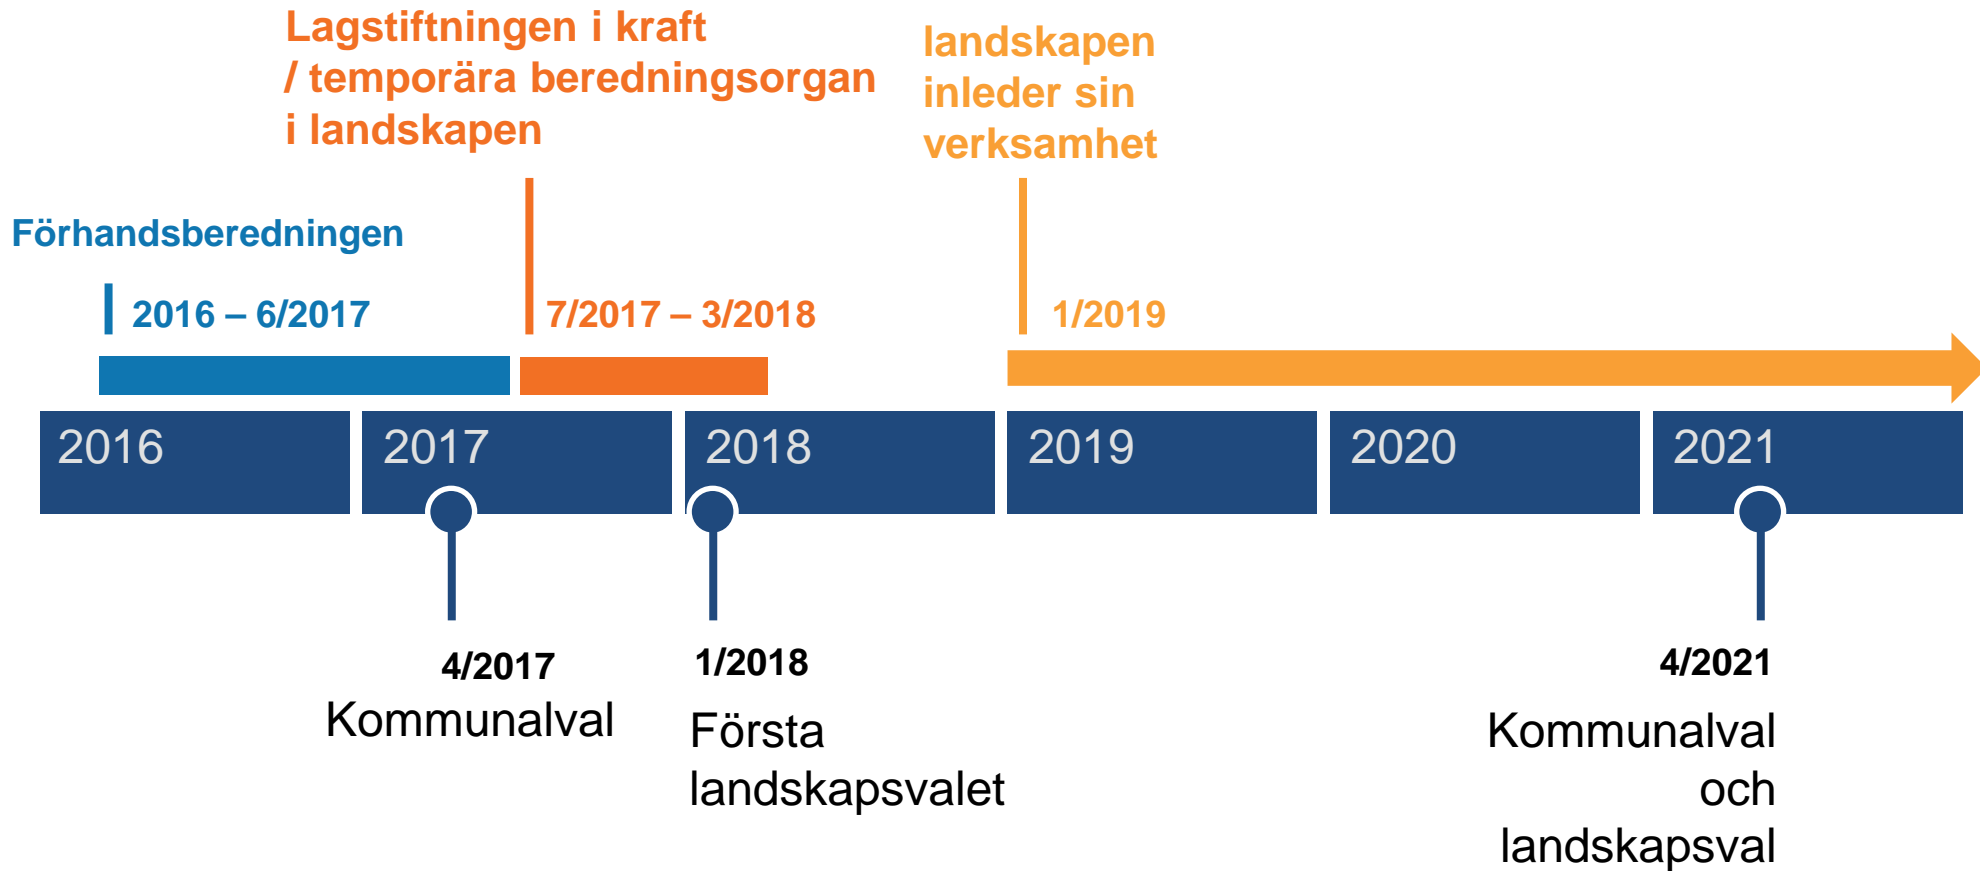 Lagstiftningen i kraft
/ temporära beredningsorgan
i landskapen
landskapen
inleder sin
verksamhet
Förhandsberedningen
2016 – 6/2017
7/2017 – 3/2018
1/2019
2016
2017
2018
2019
2020
2021
4/2017
Kommunalval
1/2018
Första
landskapsvalet
4/2021
Kommunalval
och
landskapsval